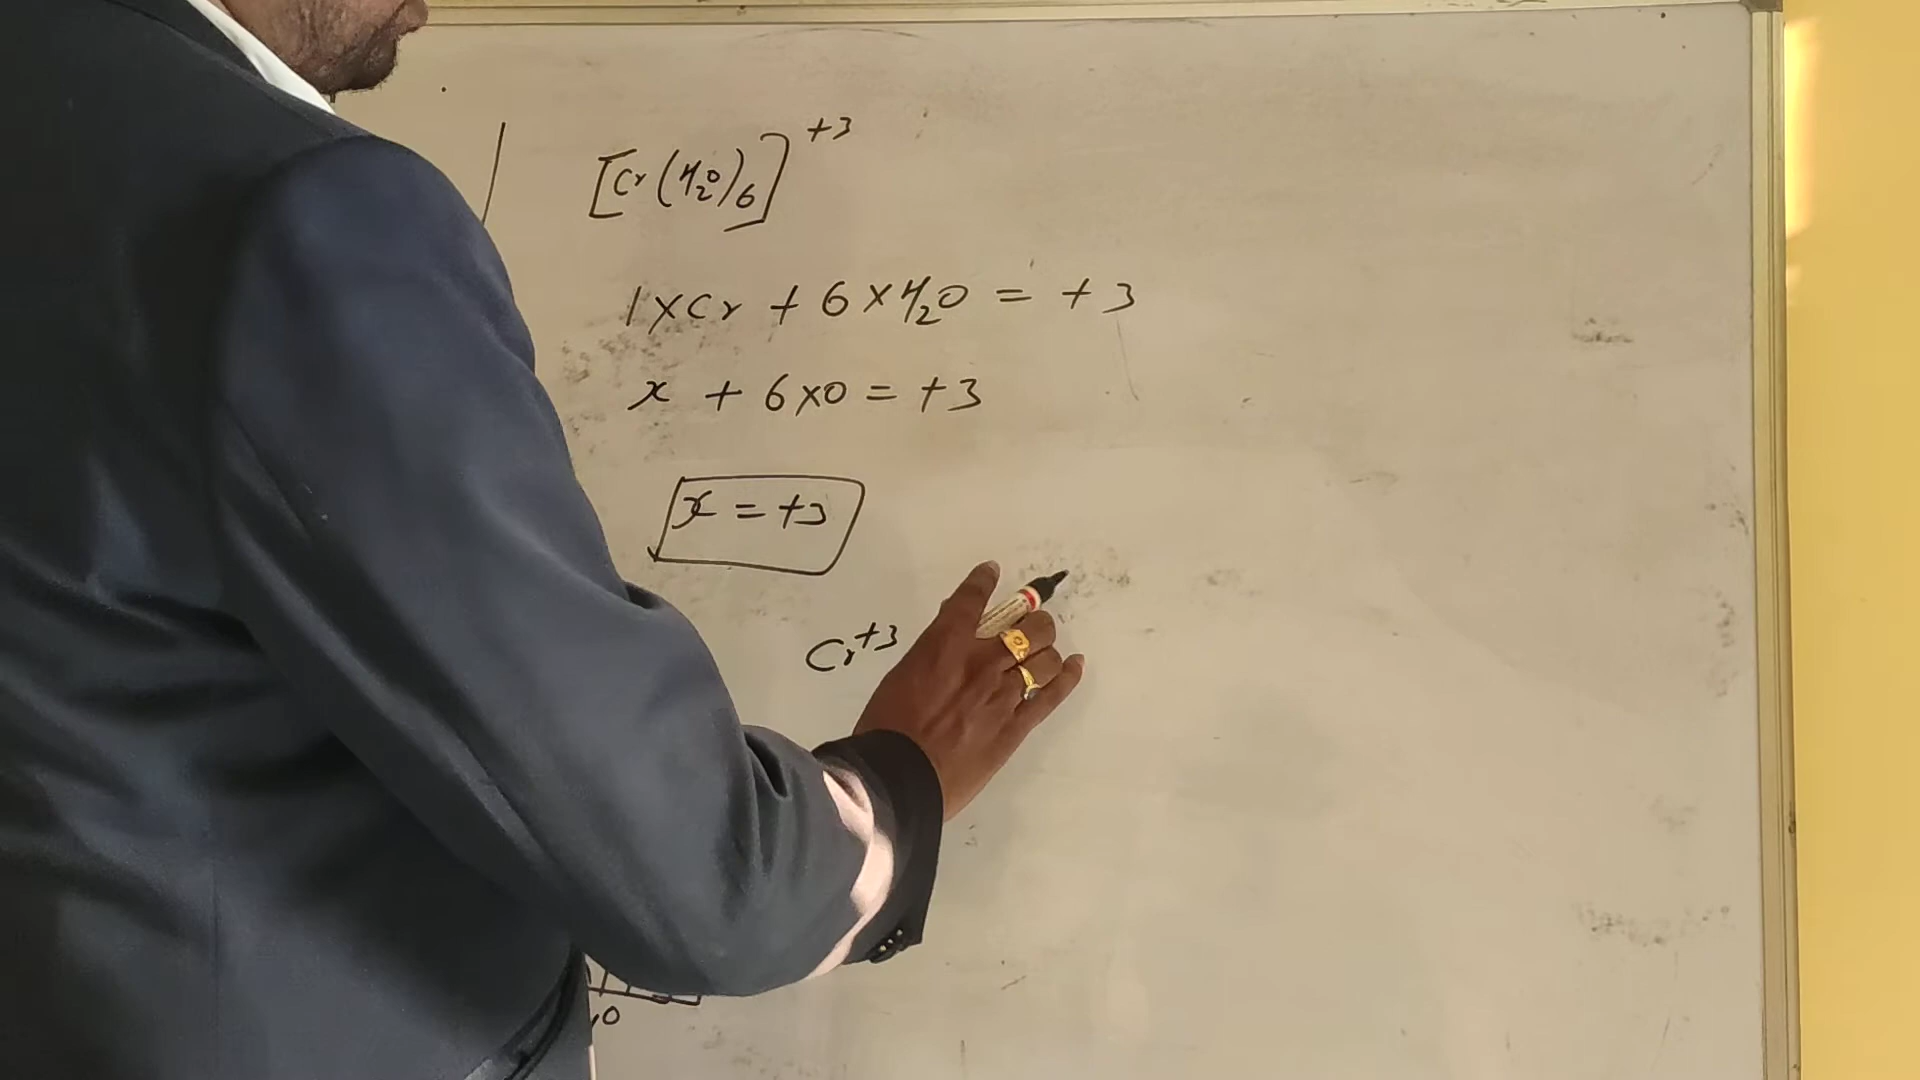 [Cr(H₂O)₆]⁺³
1×Cr + 6×H₂O = +3
x + 6×0 = +3
x = +3
Cr⁺³